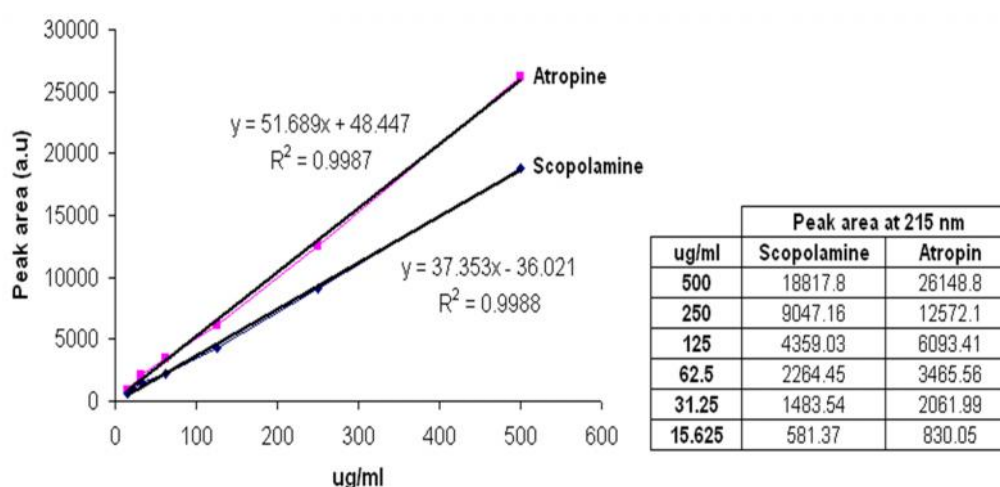 30000
25000
20000
15000
10000
5000
0
Peak area (a.u)
Atropine
y = 51.689x + 48.447
R² = 0.9987
Scopolamine
y = 37.353x - 36.021
R² = 0.9988
0 100 200 300 400 500 600
ug/ml
Peak area at 215 nm
ug/ml Scopolamine Atropin
500 18817.8 26148.8
250 9047.16 12572.1
125 4359.03 6093.41
62.5 2264.45 3465.56
31.25 1483.54 2061.99
15.625 581.37 830.05